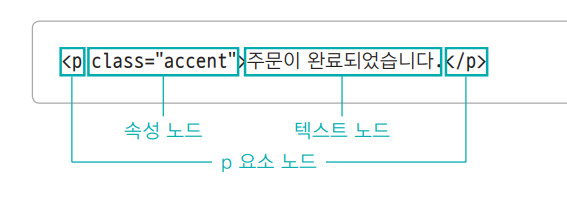 <p class="accent">주문이 완료되었습니다.</p>
속성 노드 텍스트 노드
p 요소 노드